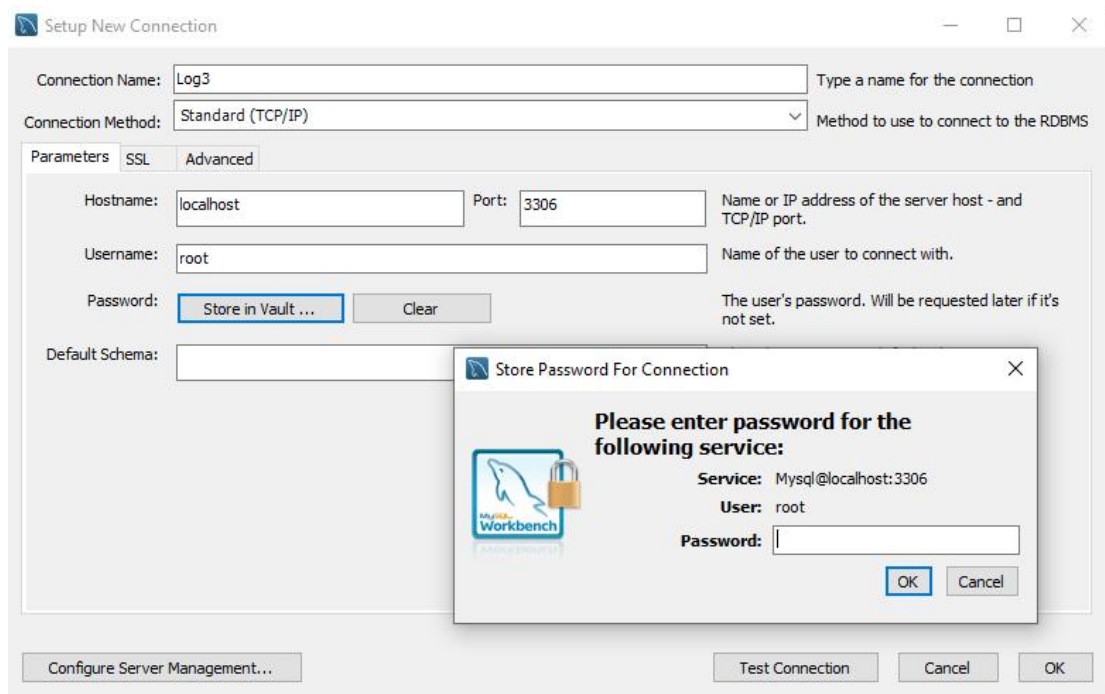 Setup New Connection
Connection Name: Log3 Type a name for the connection
Connection Method: Standard (TCP/IP) Method to use to connect to the RDBMS
Parameters SSL Advanced
Hostname: localhost Port: 3306 Name or IP address of the server host - and
TCP/IP port.
Username: root Name of the user to connect with.
Password: Store in Vault ... Clear The user's password. Will be requested later if it's
not set.
Default Schema:
Store Password For Connection
Please enter password for the
following service:
Service: Mysql@localhost:3306
User: root
MySQL
Workbench
Password:
OK Cancel
Configure Server Management... Test Connection Cancel OK